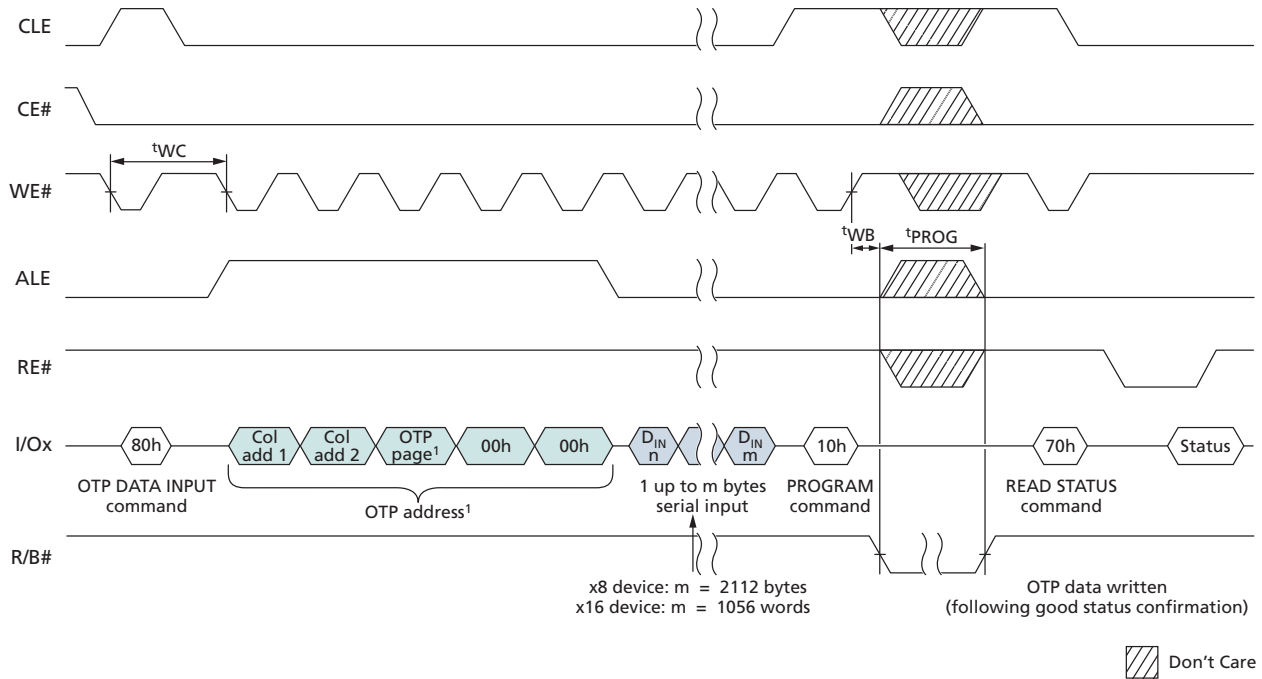 CLE
CE#
tWC
WE#
tWB
tPROG
ALE
RE#
I/Ox
80h
Col
add 1
Col
add 2
OTP
page1
00h
00h
DIN
n
DIN
m
10h
70h
Status
OTP DATA INPUT
command
OTP address1
1 up to m bytes
serial input
PROGRAM
command
READ STATUS
command
R/B#
x8 device: m = 2112 bytes
x16 device: m = 1056 words
OTP data written
(following good status confirmation)
Don't Care